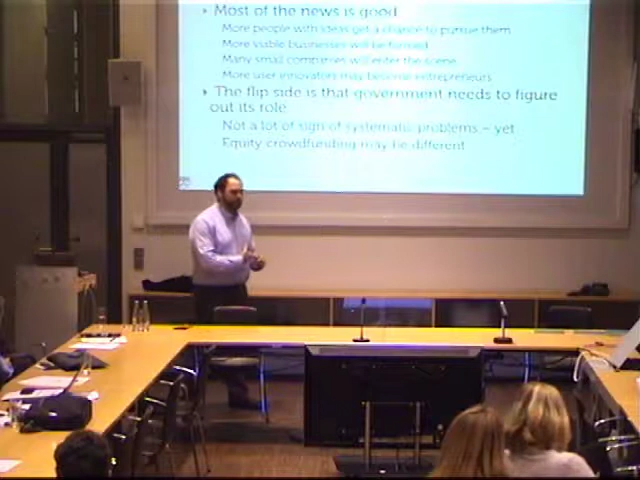 Most of the news is good
More people with ideas get a chance to pursue them
More viable businesses will be formed
Many small companies will enter the scene
More user innovators may become entrepreneurs
The flip side is that government needs to figure
out its role
Not a lot of sign of systematic problems – yet
Equity crowdfunding may be different